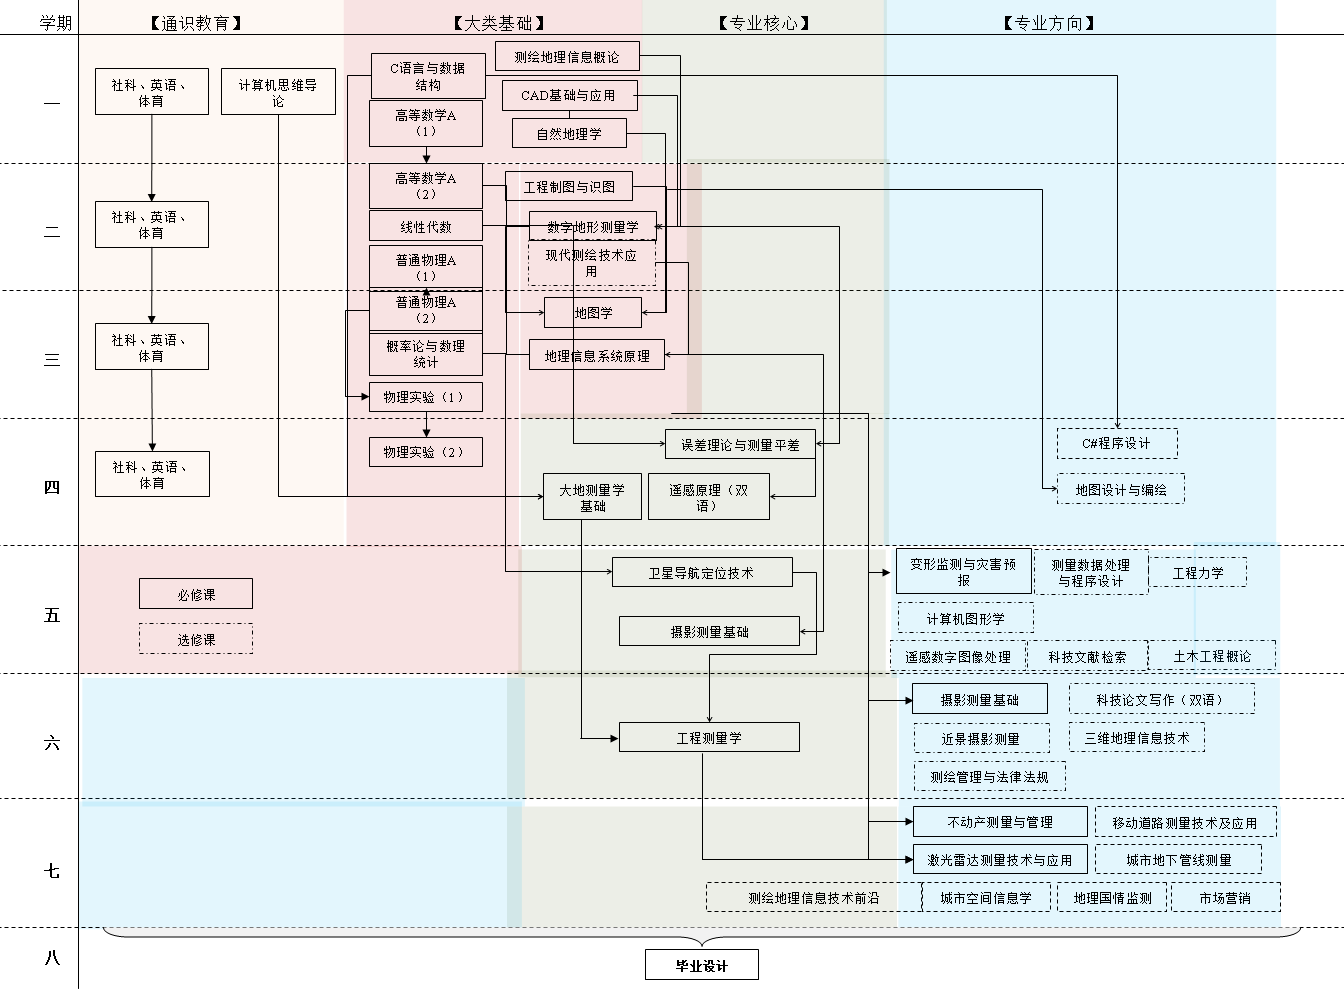 学期
【通识教育】
【大类基础】
【专业核心】
【专业方向】
一
社科、英语、
体育
计算机思维导
论
C语言与数据
结构
高等数学A
（1）
测绘地理信息概论
CAD基础与应用
自然地理学
二
社科、英语、
体育
高等数学A
（2）
线性代数
普通物理A
（1）
工程制图与识图
数字地形测量学
现代测绘技术应
用
三
社科、英语、
体育
普通物理A
（2）
概率论与数理
统计
物理实验（1）
地图学
地理信息系统原理
四
社科、英语、
体育
物理实验（2）
误差理论与测量平差
大地测量学
基础
遥感原理（双
语）
C#程序设计
地图设计与编绘
五
必修课
选修课
卫星导航定位技术
摄影测量基础
变形监测与灾害预
报
测量数据处理
与程序设计
工程力学
计算机图形学
遥感数字图像处理
科技文献检索
土木工程概论
六
工程测量学
摄影测量基础
科技论文写作（双语）
近景摄影测量
三维地理信息技术
测绘管理与法律法规
七
不动产测量与管理
移动道路测量技术及应用
激光雷达测量技术与应用
城市地下管线测量
测绘地理信息技术前沿
城市空间信息学
地理国情监测
市场营销
八
毕业设计